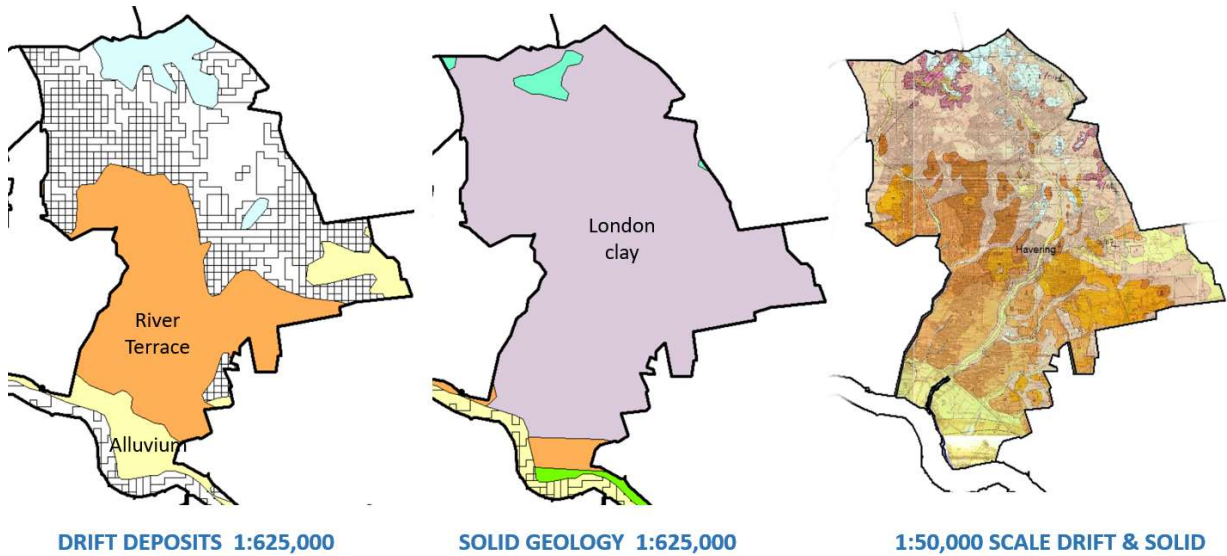 River
Terrace
Alluvium
London
clay
Havering
DRIFT DEPOSITS 1:625,000
SOLID GEOLOGY 1:625,000
1:50,000 SCALE DRIFT & SOLID